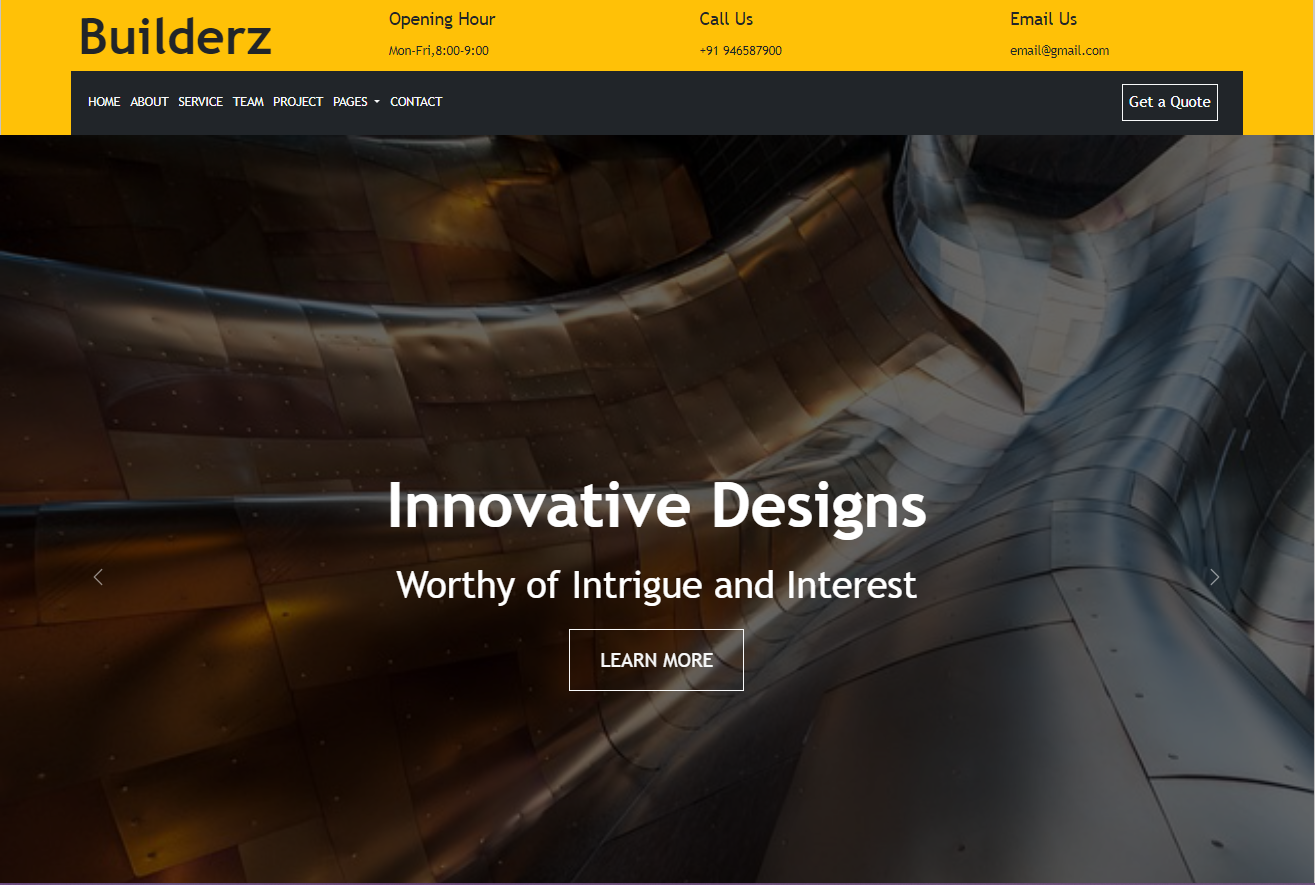 Builderz
Opening Hour
Mon-Fri,8:00-9:00
Call Us
+91 946587900
Email Us
email@gmail.com
HOME ABOUT SERVICE TEAM PROJECT PAGES CONTACT
Get a Quote
Innovative Designs
Worthy of Intrigue and Interest
LEARN MORE